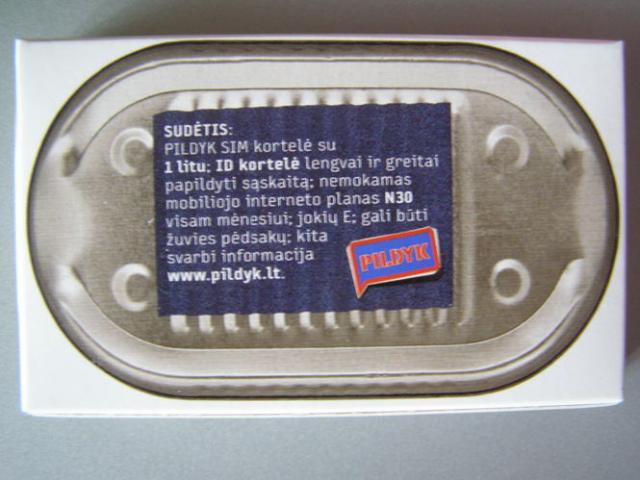 SUDĖTIS:
PILDYK SIM kortelė su
1 litu; ID kortelė lengvai ir greitai
papildyti sąskaitą; nemokamas
mobiliojo interneto planas N30
visam mėnesiui; jokių E; gali būti
žuvies pėdsakų; kita
svarbi informacija
www.pildyk.lt.
PILDYK